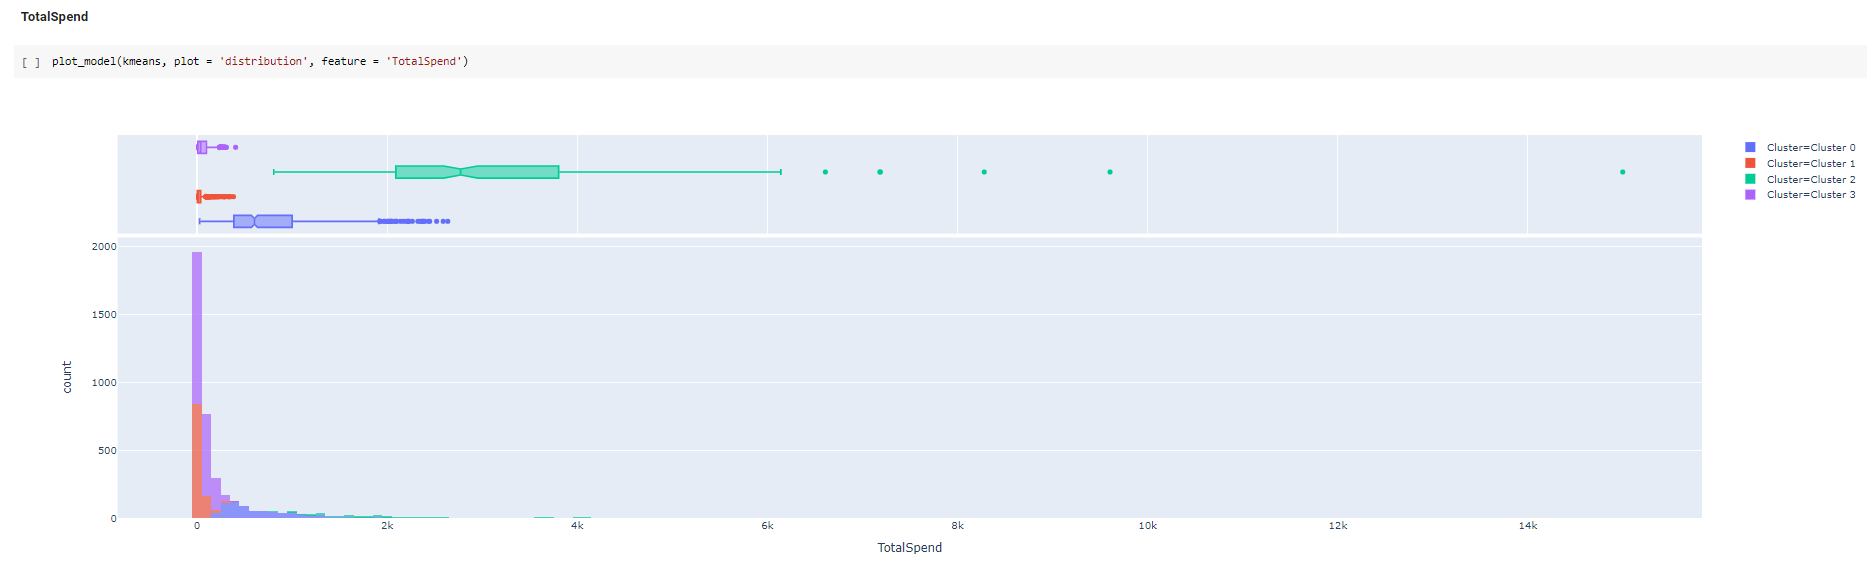 TotalSpend
[ ] plot_model(kmeans, plot = 'distribution', feature = 'TotalSpend')
Cluster=Cluster 0
Cluster=Cluster 1
Cluster=Cluster 2
Cluster=Cluster 3
2000
1500
1000
500
0
count
0 2k 4k 6k 8k 10k 12k 14k
TotalSpend